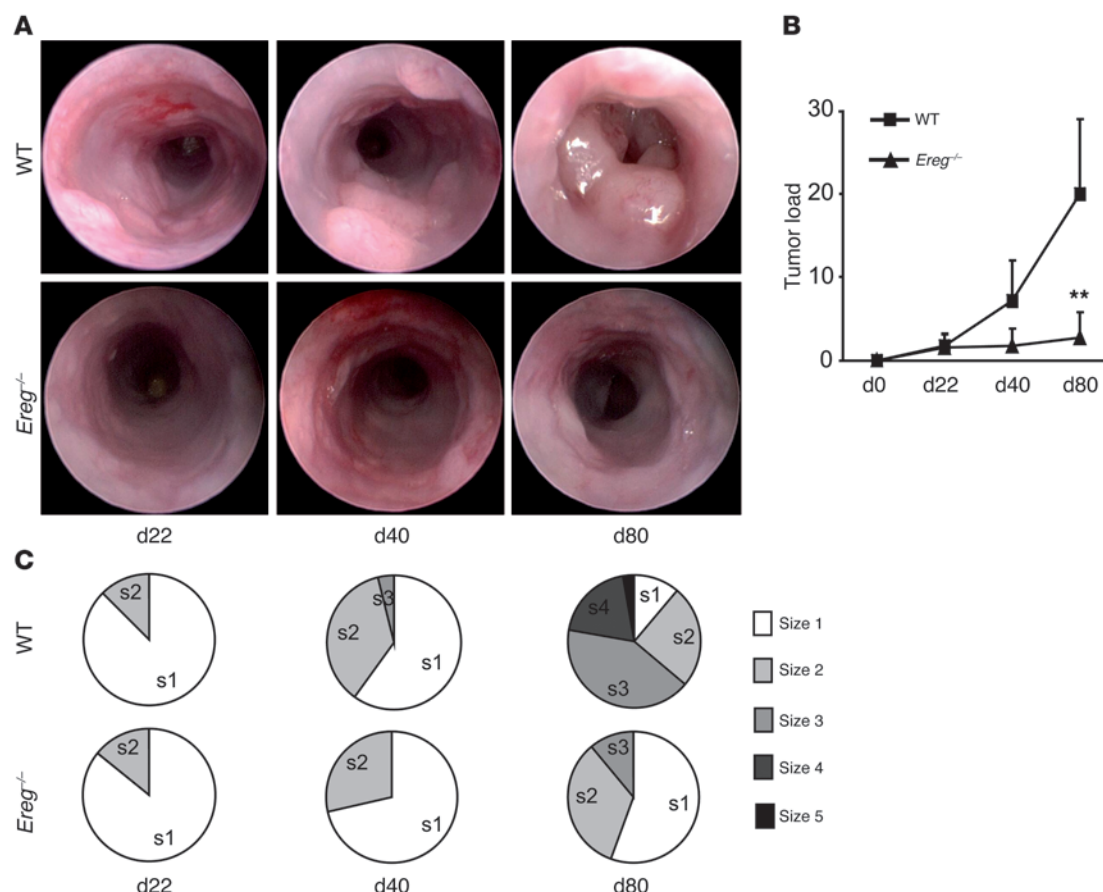 A
WT
Ereg–/–
d22 d40 d80
B
Tumor load
30
20
10
0
WT
Ereg–/–
**
d0 d22 d40 d80
C
WT
s2 s1
s3 s2 s1
s4 s1 s2 s3
Ereg–/–
s2 s1
s2 s1
s3 s2 s1
d22 d40 d80
Size 1
Size 2
Size 3
Size 4
Size 5